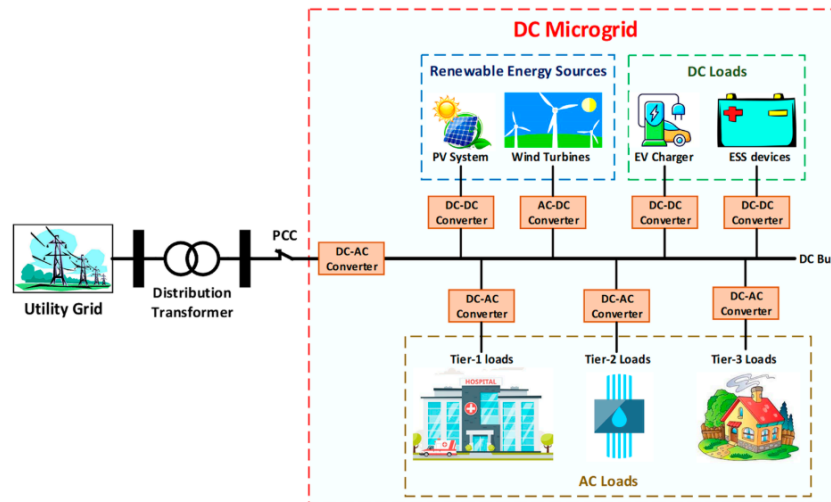 DC Microgrid
Renewable Energy Sources
DC Loads
PV System
Wind Turbines
EV Charger
ESS devices
DC-DC
Converter
AC-DC
Converter
DC-DC
Converter
DC-DC
Converter
PCC
DC-AC
Converter
DC Bu
Utility Grid
Distribution
Transformer
DC-AC
Converter
DC-AC
Converter
DC-AC
Converter
Tier-1 loads
Tier-2 Loads
Tier-3 Loads
HOSPITAL
AC Loads